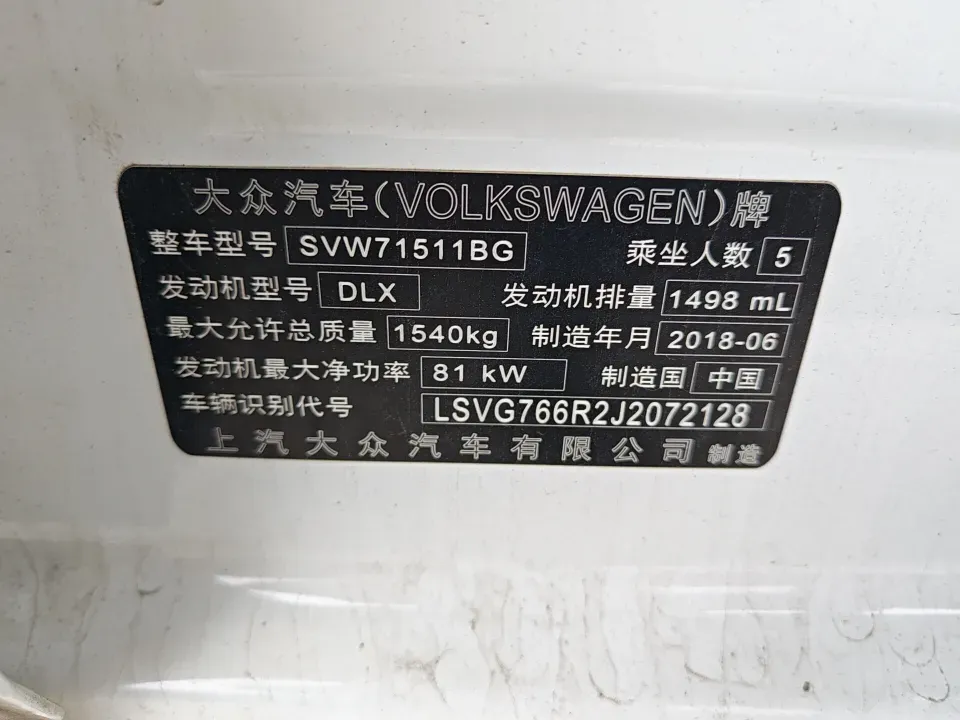 大众汽车(VOLKSWAGEN)牌
整车型号 SVW71511BG 乘坐人数 5
发动机型号 DLX 发动机排量 1498 mL
最大允许总质量 1540kg 制造年月 2018-06
发动机最大净功率 81 kW 制造国 中国
车辆识别代号 LSVG766R2J2072128
上汽大众汽车有限公司 制造